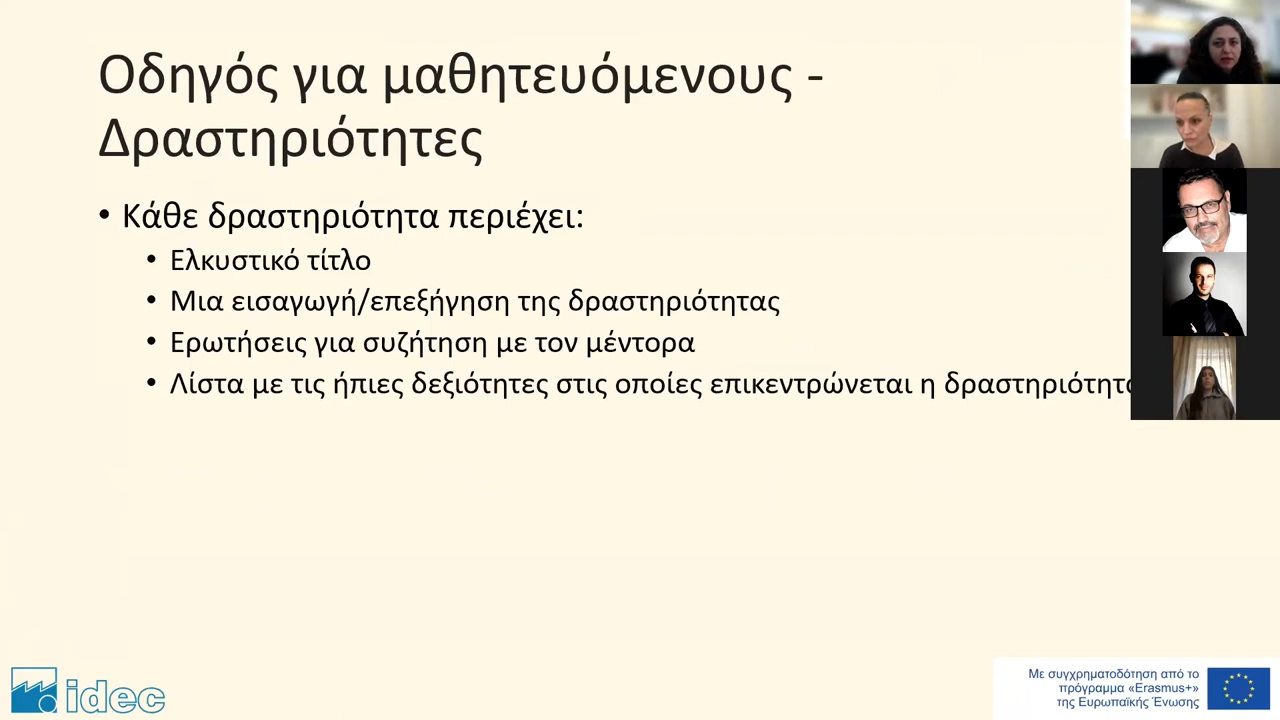 Οδηγός για μαθητευόμενους -
Δραστηριότητες
• Κάθε δραστηριότητα περιέχει:
• Ελκυστικό τίτλο
• Μια εισαγωγή/επεξήγηση της δραστηριότητας
• Ερωτήσεις για συζήτηση με τον μέντορα
• Λίστα με τις ήπιες δεξιότητες στις οποίες επικεντρώνεται η δραστηριότητα
idec
Με συγχρηματοδότηση από το
πρόγραμμα «Erasmus+»
της Ευρωπαϊκής Ένωσης